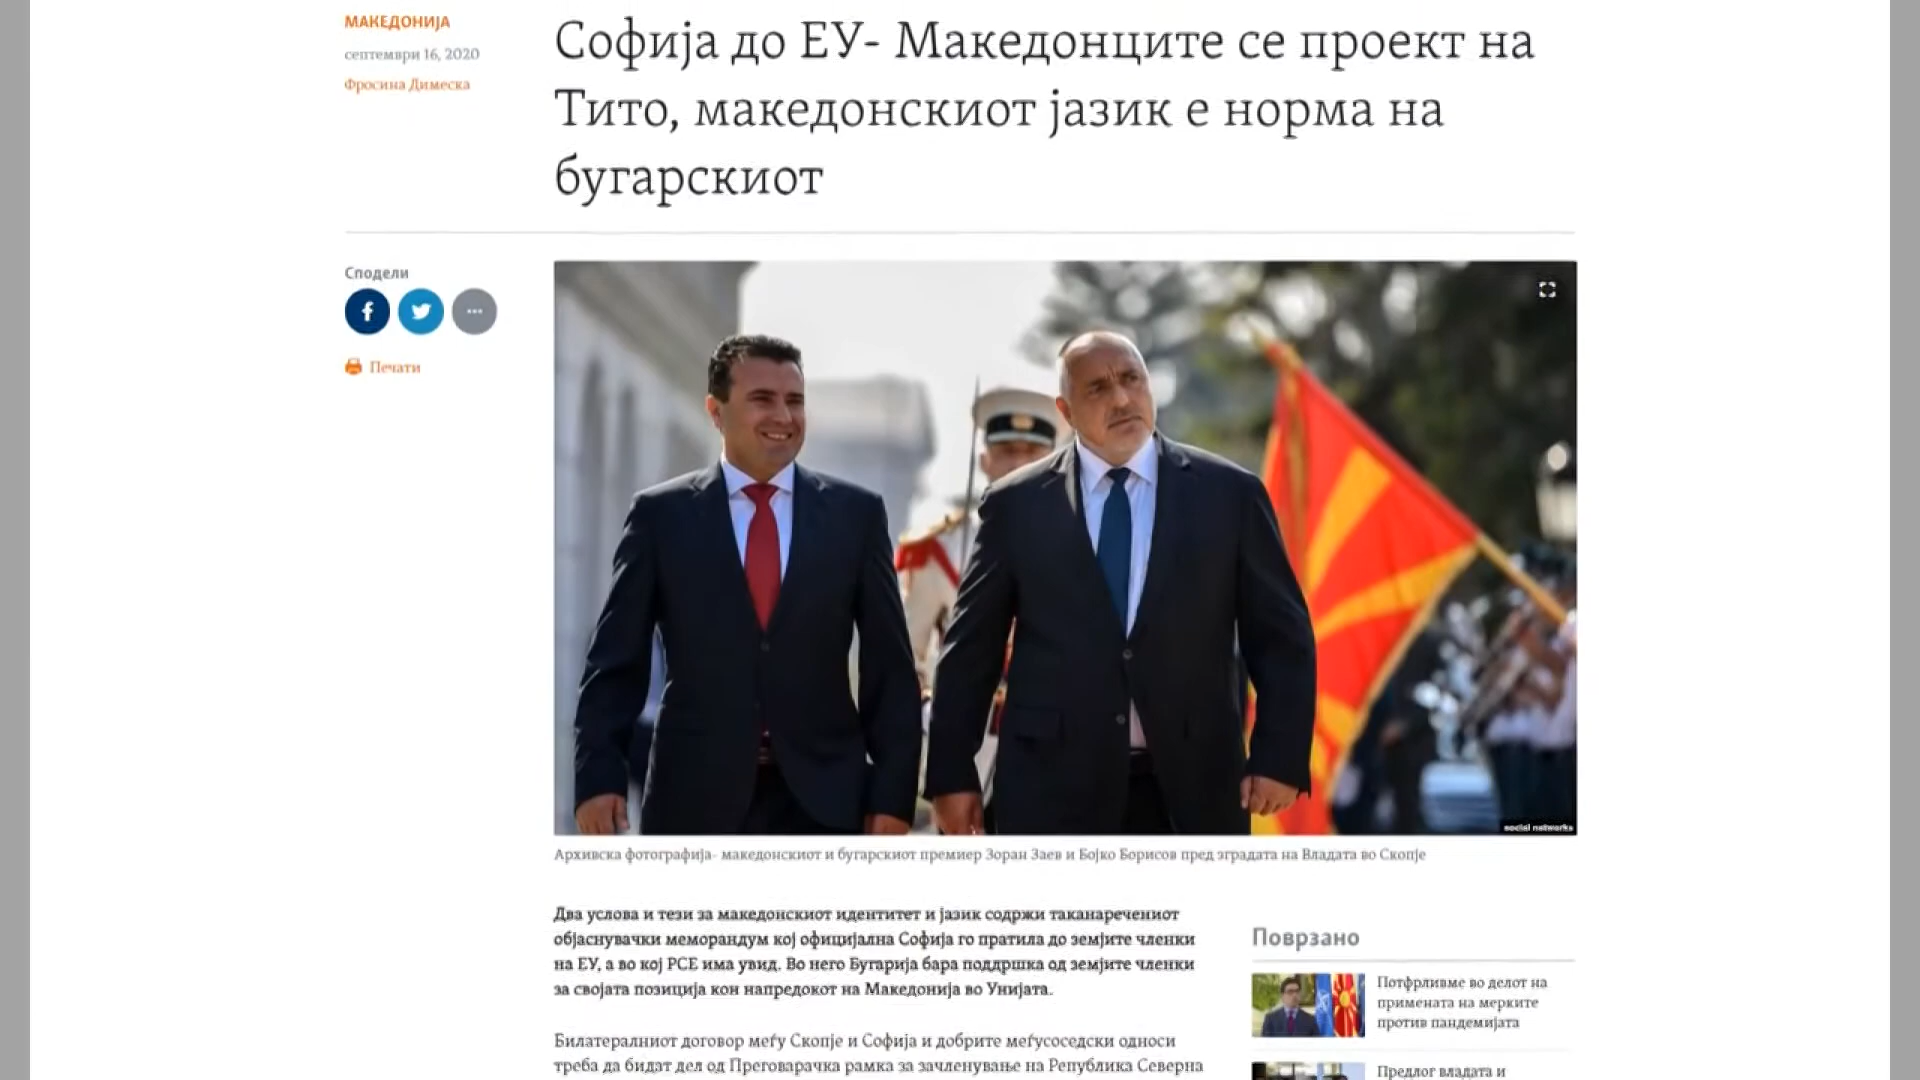 МАКЕДОНИЈА
септември 16, 2020
Фросина Димеска
Софија до ЕУ- Македонците се проект на
Тито, македонскиот јазик е норма на
бугарскиот
Сподели
Печати
social networks
Архивска фотографија- македонскиот и бугарскиот премиер Зоран Заев и Бојко Борисов пред зградата на Владата во Скопје
Два услова и тези за македонскиот идентитет и јазик содржи таканаречениот
објаснувачки меморандум кој официјална Софија го пратила до земјите членки
на ЕУ, а во кој РСЕ има увид. Во него Бугарија бара поддршка од земјите членки
за својата позиција кон напредокот на Македонија во Унијата.
Билатералниот договор меѓу Скопје и Софија и добрите меѓусоседски односи
треба да бидат дел од Преговарачка рамка за зачленување на Република Северна
Поврзано
Потфрливме во делот на
примената на мерките
против пандемијата
Предлог владата и